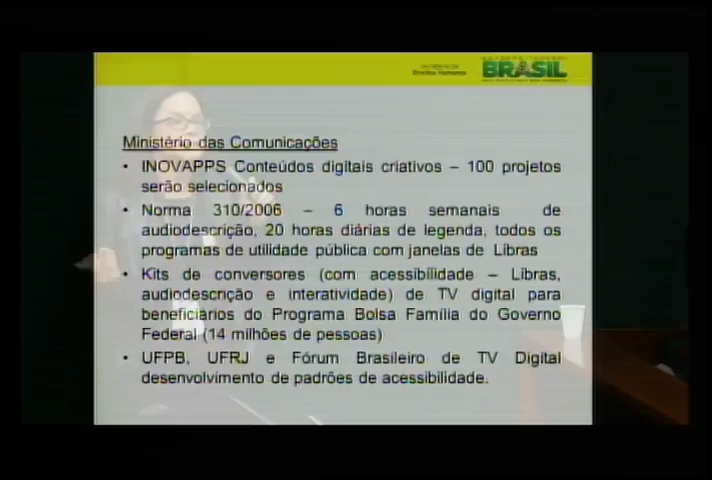 Direitos Humanos
BRASIL
Ministério das Comunicações
• INOVAPPS Conteúdos digitais criativos – 100 projetos
serão selecionados
• Norma 310/2006 – 6 horas semanais de
audiodescrição, 20 horas diárias de legenda, todos os
programas de utilidade pública com janelas de Libras
• Kits de conversores (com acessibilidade – Libras,
audiodescrição e interatividade) de TV digital para
beneficiarios do Programa Bolsa Família do Governo
Federal (14 milhões de pessoas)
• UFPB, UFRJ e Fórum Brasileiro de TV Digital
desenvolvimento de padrões de acessibilidade.